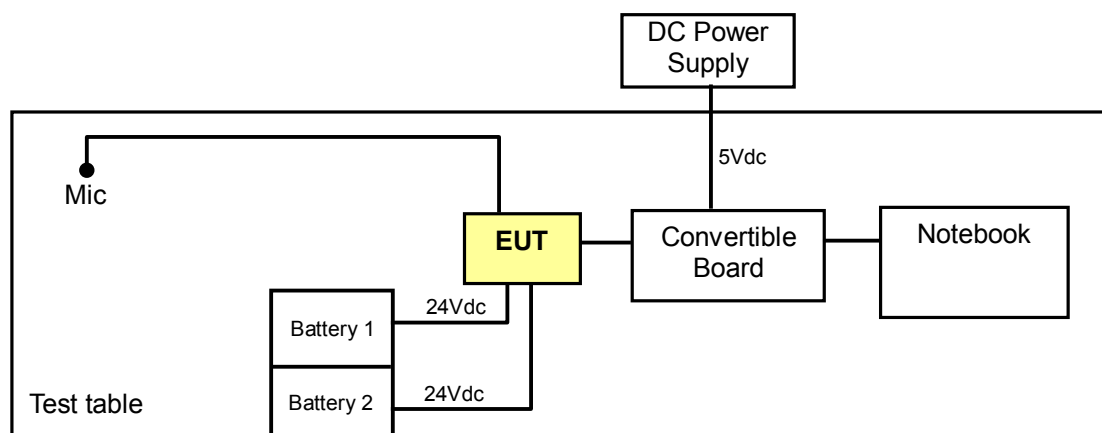 DC Power
Supply
5Vdc
Mic
EUT
Convertible
Board
Notebook
24Vdc
Battery 1
24Vdc
Battery 2
Test table